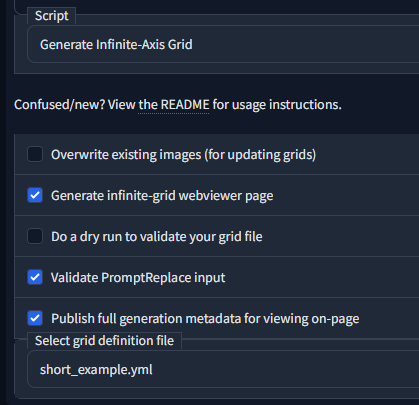 Script
Generate Infinite-Axis Grid
Confused/new? View the README for usage instructions.
Overwrite existing images (for updating grids)
Generate infinite-grid webviewer page
Do a dry run to validate your grid file
Validate PromptReplace input
Publish full generation metadata for viewing on-page
Select grid definition file
short_example.yml